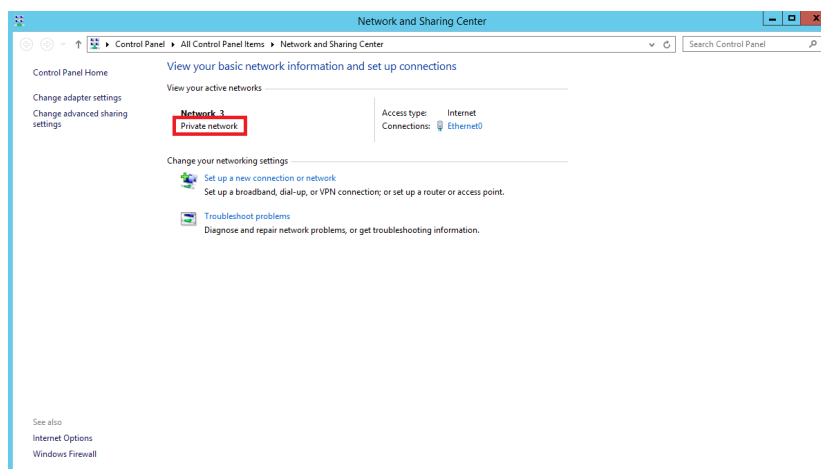 Network and Sharing Center
Control Panel ▸ All Control Panel Items ▸ Network and Sharing Center
Search Control Panel
Control Panel Home
Change adapter settings
Change advanced sharing
settings
View your basic network information and set up connections
View your active networks
Network 3
Private network
Access type: Internet
Connections: Ethernet0
Change your networking settings
Set up a new connection or network
Set up a broadband, dial-up, or VPN connection; or set up a router or access point.
Troubleshoot problems
Diagnose and repair network problems, or get troubleshooting information.
See also
Internet Options
Windows Firewall